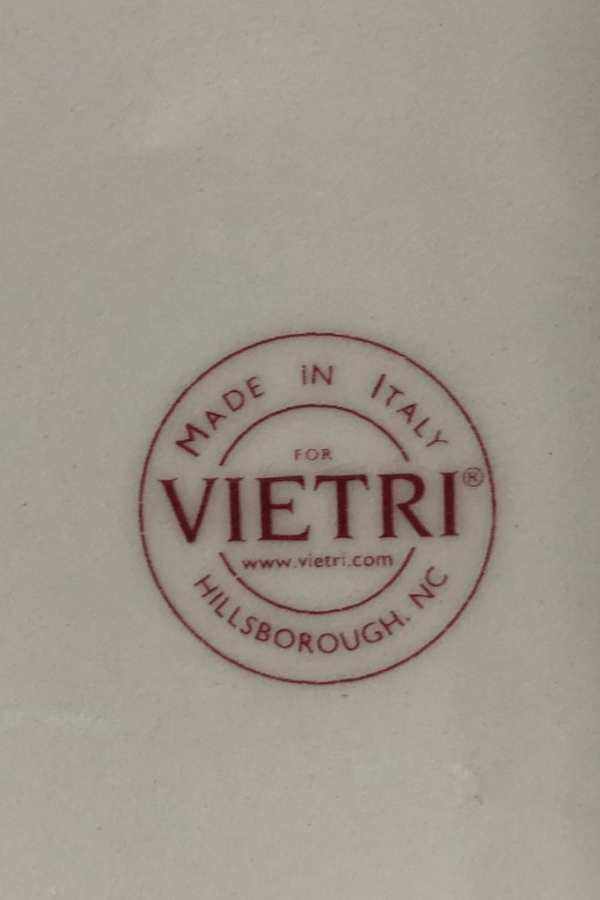 MADE IN ITALY
FOR
VIETRI®
www.vietri.com
HILLSBOROUGH, NC